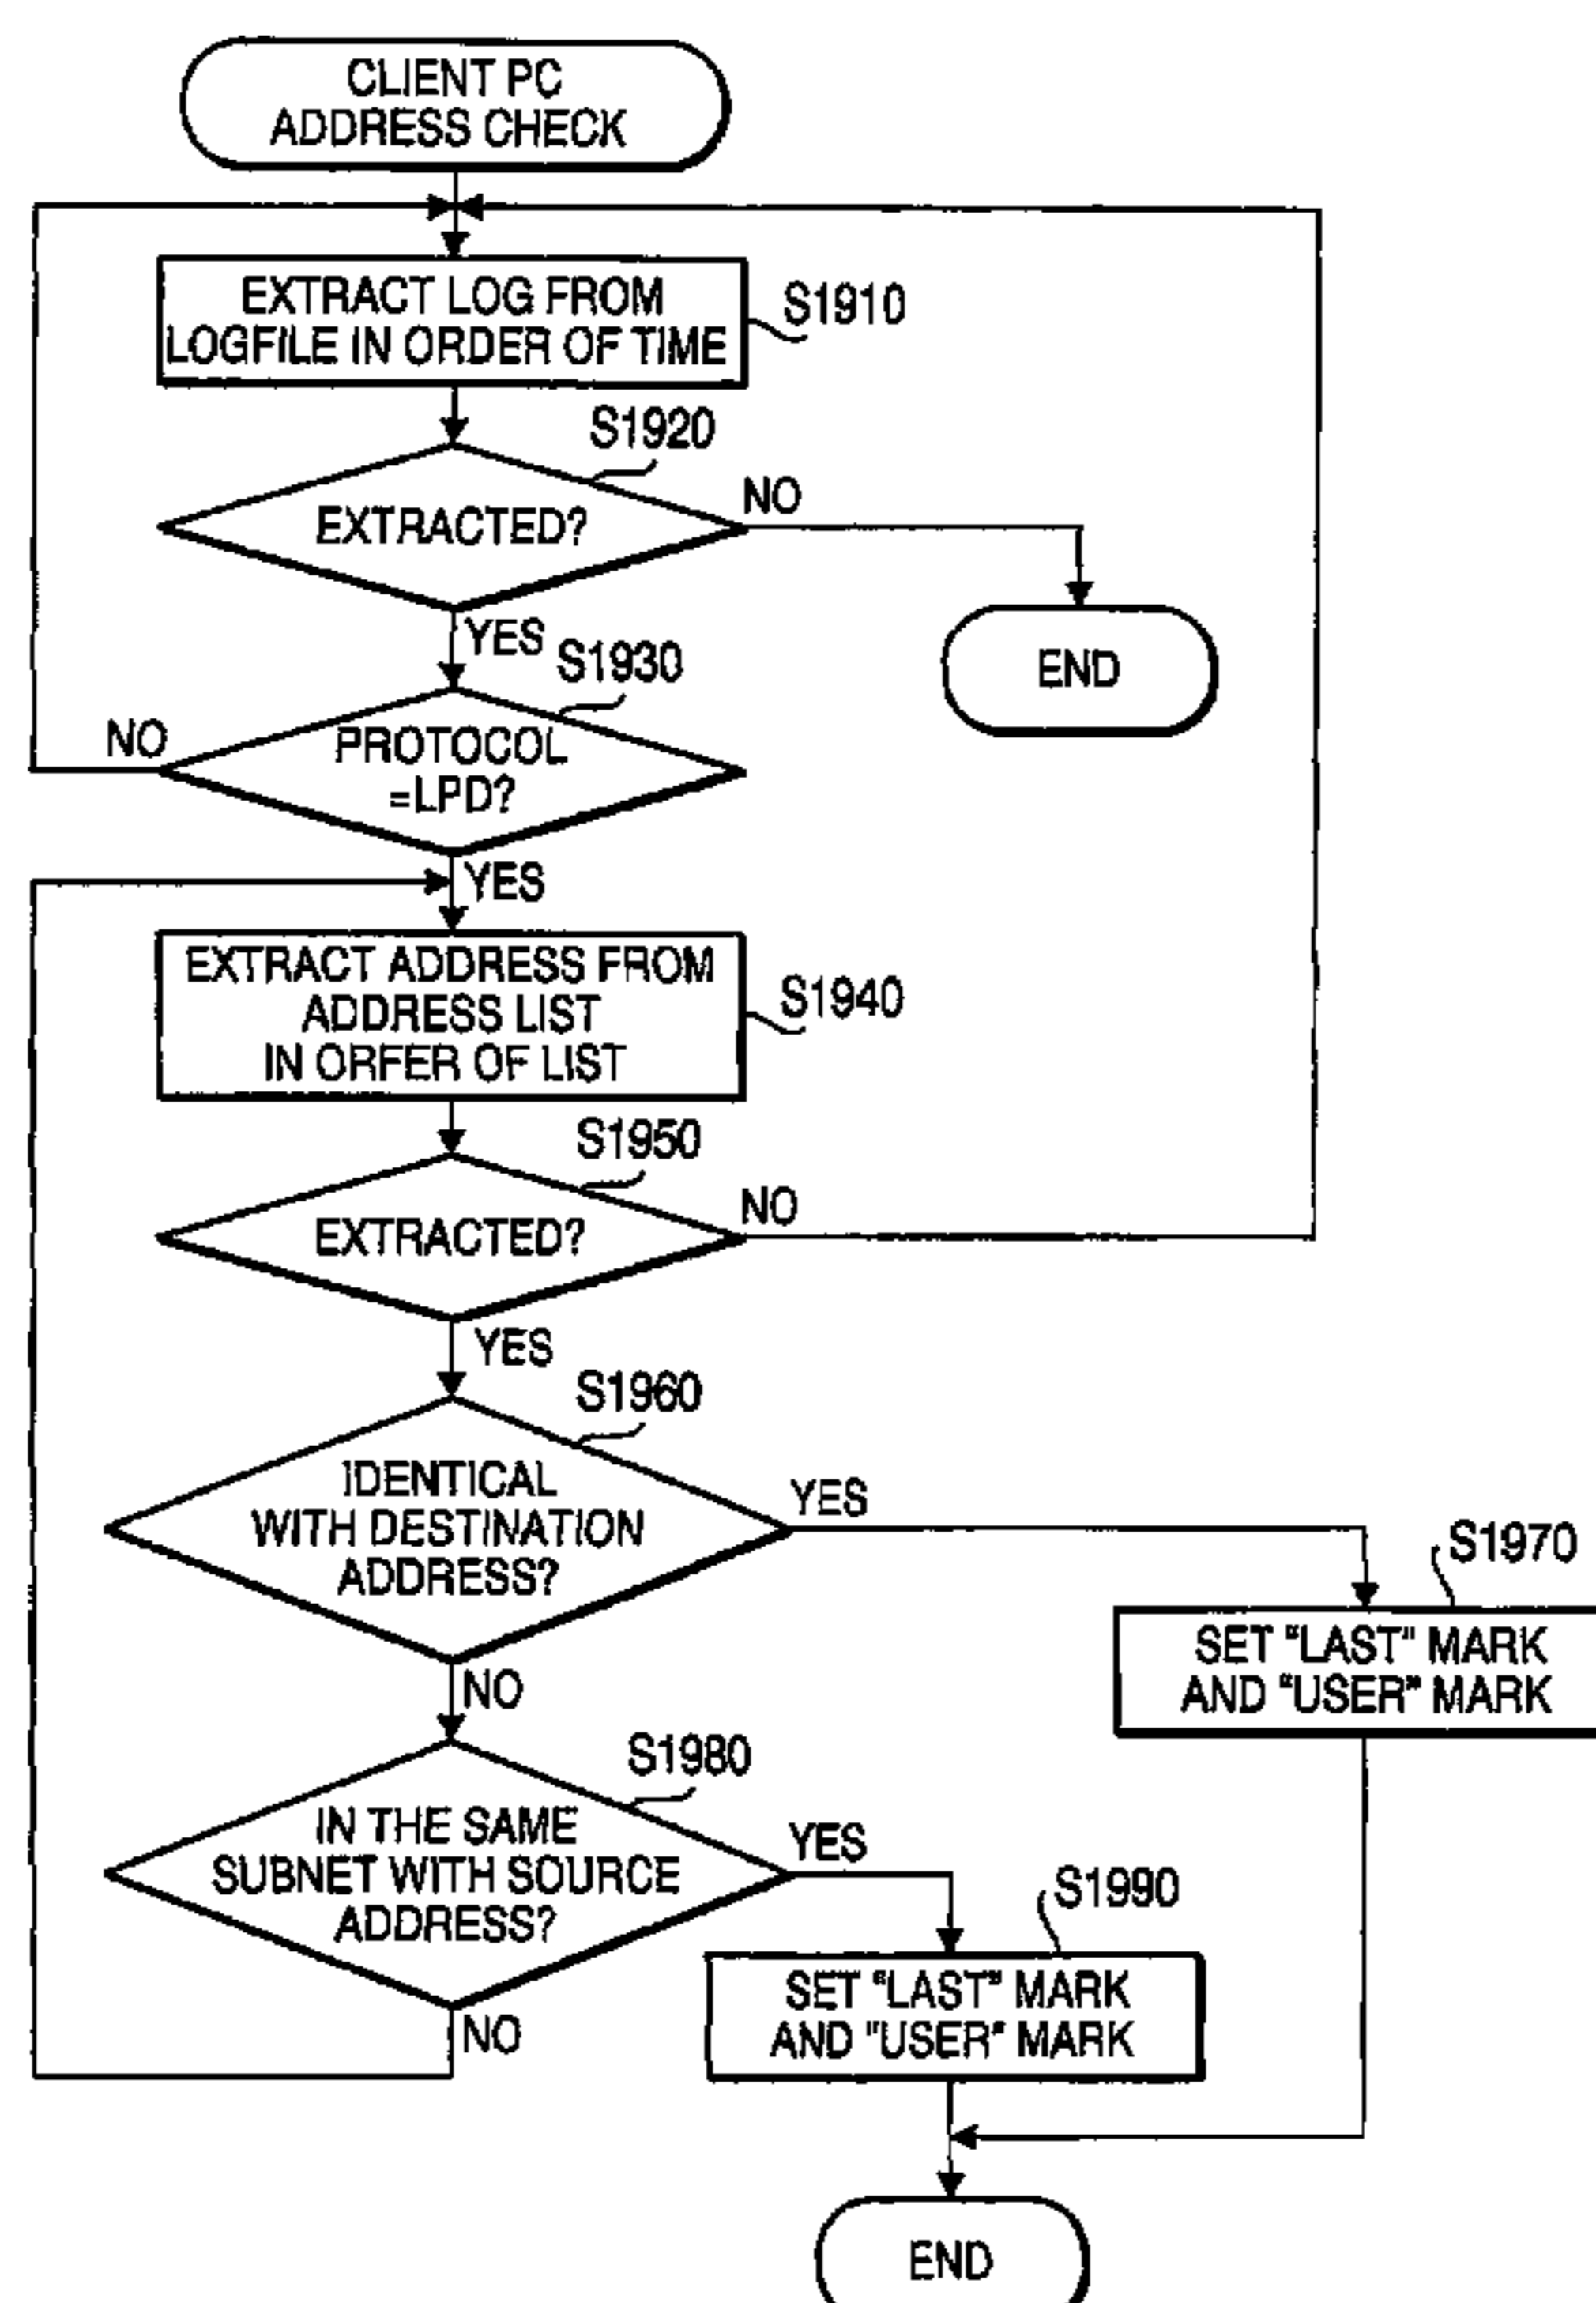 CLIENT PC
ADDRESS CHECK
EXTRACT LOG FROM
LOGFILE IN ORDER OF TIME
S1910
S1920
EXTRACTED?
NO
YES
END
S1930
PROTOCOL
=LPD?
NO
YES
EXTRACT ADDRESS FROM
ADDRESS LIST
IN ORFER OF LIST
S1940
S1950
EXTRACTED?
NO
YES
S1960
IDENTICAL
WITH DESTINATION
ADDRESS?
YES
S1970
SET "LAST" MARK
AND "USER" MARK
NO
S1980
IN THE SAME
SUBNET WITH SOURCE
ADDRESS?
YES
S1990
SET "LAST" MARK
AND "USER" MARK
NO
END